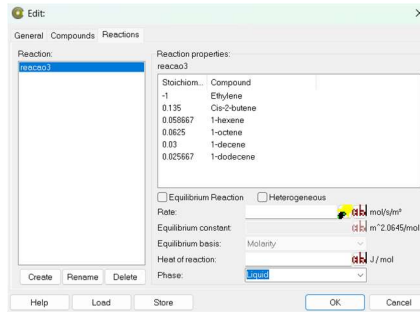 Edit:
General Compounds Reactions
Reaction:
reacao3
Reaction properties:
reacao3
Stoichiom... Compound
-1 Ethylene
0.135 Cis-2-butene
0.058667 1-hexene
0.0625 1-octene
0.03 1-decene
0.025667 1-dodecene
Equilibrium Reaction Heterogeneous
Rate: mol/s/m³
Equilibrium constant: m^2.0645/mol
Equilibrium basis: Molarity
Heat of reaction: J / mol
Phase: Liquid
Create Rename Delete
Help Load Store OK Cancel